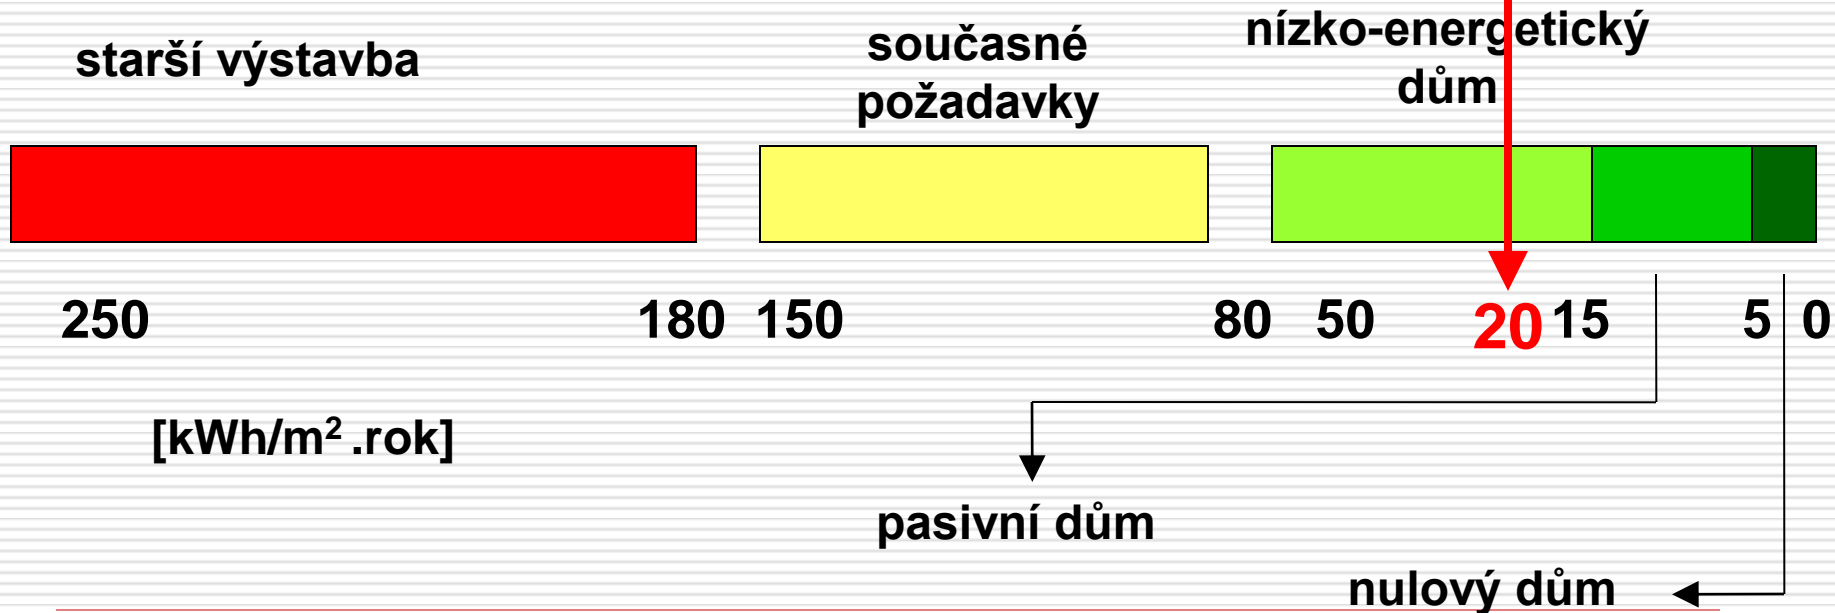 starší výstavba
současné
požadavky
nízko-energetický
dům
250 180 150 80 50 20 15 5 0
[kWh/m² .rok]
pasivní dům
nulový dům